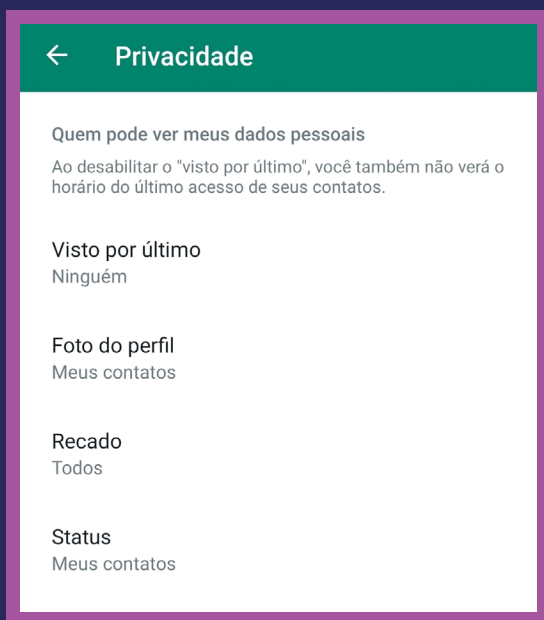 Privacidade
Quem pode ver meus dados pessoais
Ao desabilitar o "visto por último", você também não verá o
horário do último acesso de seus contatos.
Visto por último
Ninguém
Foto do perfil
Meus contatos
Recado
Todos
Status
Meus contatos